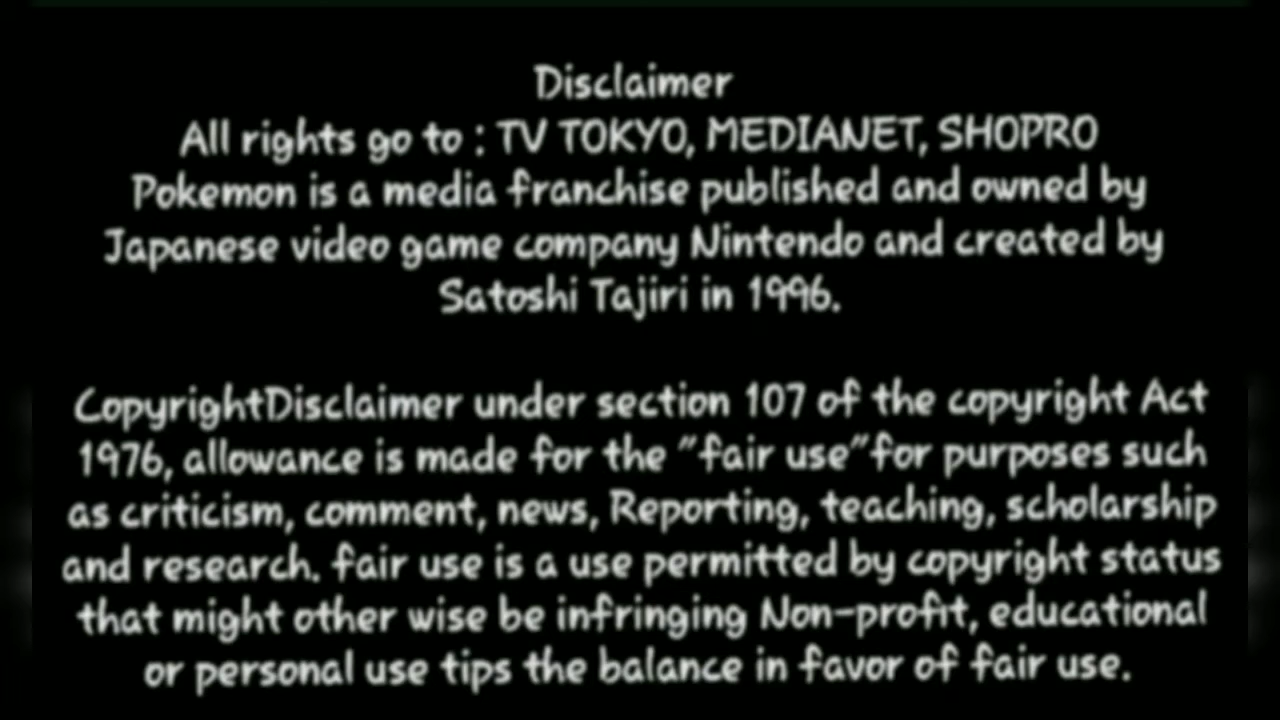 Disclaimer
All rights go to : TV TOKYO, MEDIANET, SHOPRO
Pokemon is a media franchise published and owned by
Japanese video game company Nintendo and created by
Satoshi Tajiri in 1996.
CopyrightDisclaimer under section 107 of the copyright Act
1976, allowance is made for the "fair use"for purposes such
as criticism, comment, news, Reporting, teaching, scholarship
and research. fair use is a use permitted by copyright status
that might other wise be infringing Non-profit, educational
or personal use tips the balance in favor of fair use.